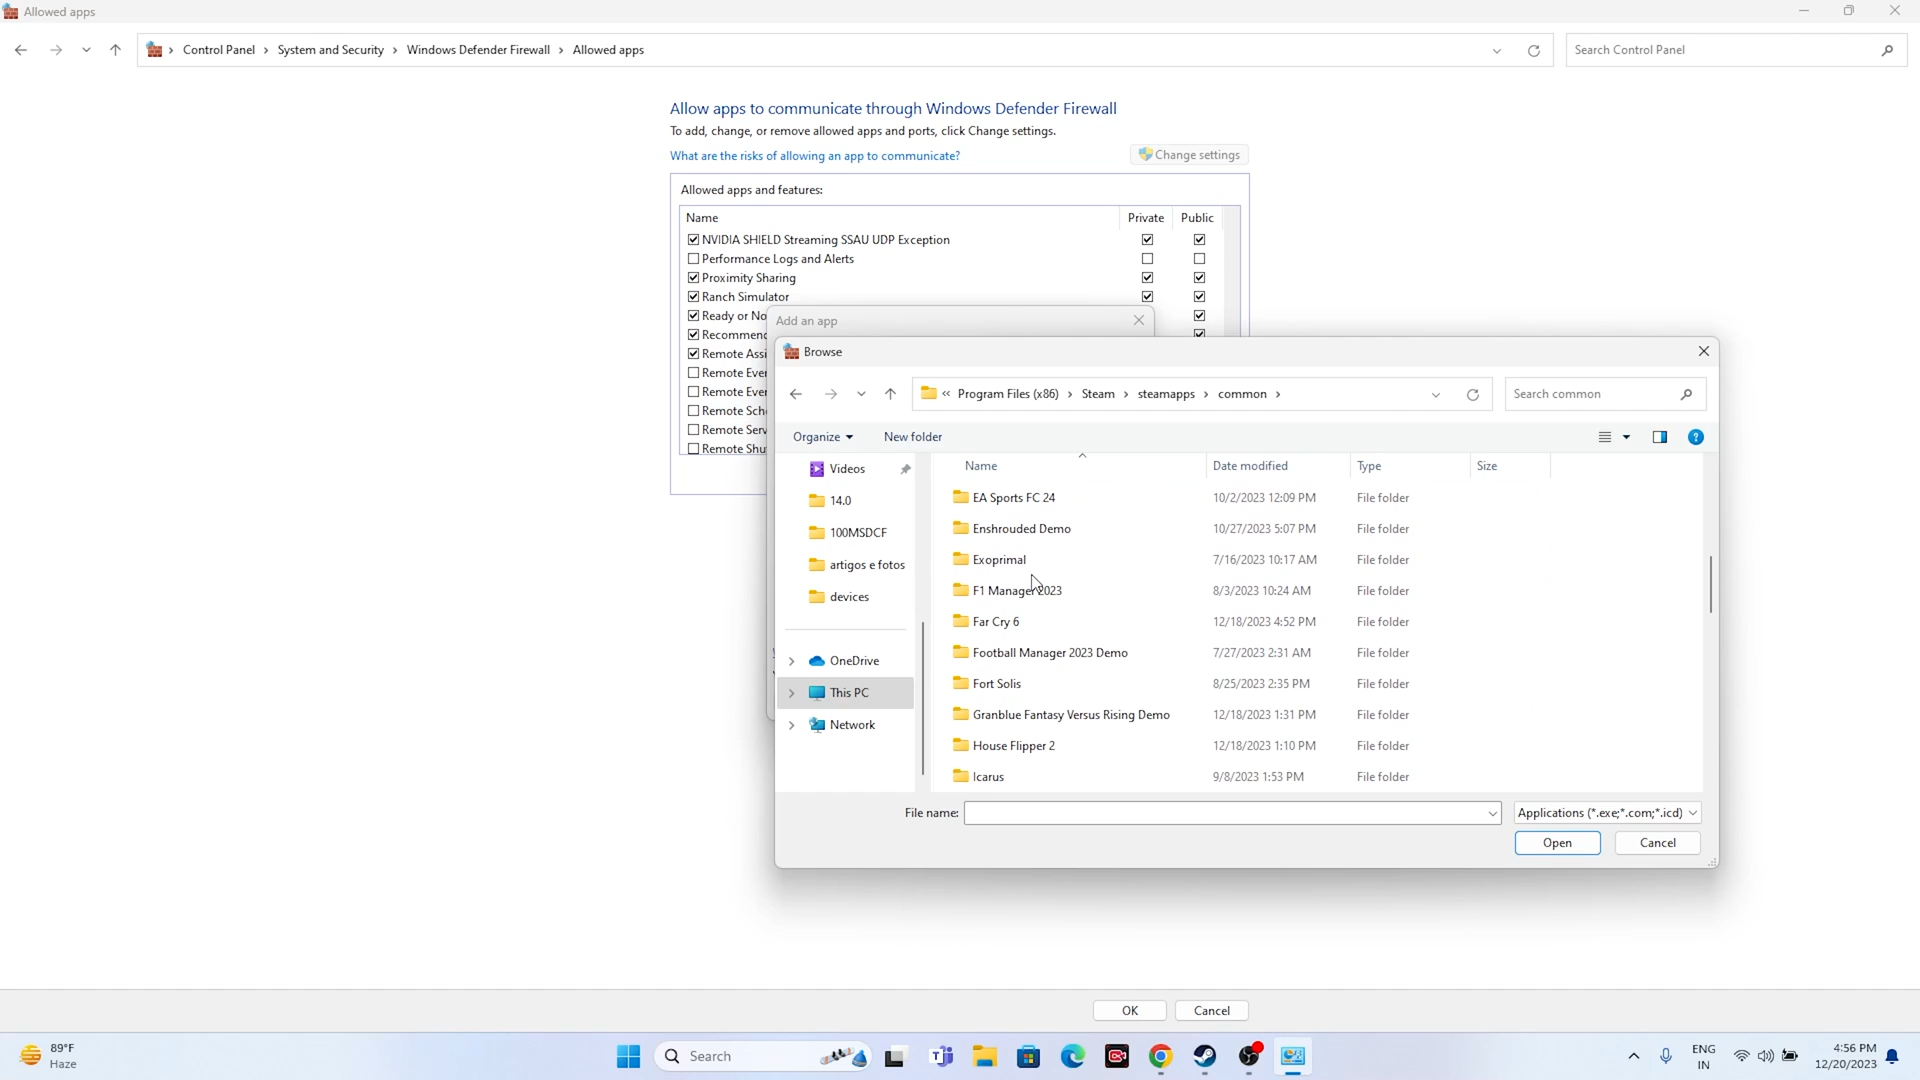 Allowed apps
Control Panel › System and Security › Windows Defender Firewall › Allowed apps
Search Control Panel
Allow apps to communicate through Windows Defender Firewall
To add, change, or remove allowed apps and ports, click Change settings.
What are the risks of allowing an app to communicate?
Change settings
Allowed apps and features:
Name Private Public
NVIDIA SHIELD Streaming SSAU UDP Exception
Performance Logs and Alerts
Proximity Sharing
Ranch Simulator
Ready or No
Recommend
Remote Assi
Remote Ever
Remote Ever
Remote Sch
Remote Serv
Remote Shu
Add an app
Browse
« Program Files (x86) › Steam › steamapps › common ›
Search common
Organize New folder
Videos
14.0
100MSDCF
artigos e fotos
devices
OneDrive
This PC
Network
Name Date modified Type Size
EA Sports FC 24 10/2/2023 12:09 PM File folder
Enshrouded Demo 10/27/2023 5:07 PM File folder
Exoprimal 7/16/2023 10:17 AM File folder
F1 Manager 2023 8/3/2023 10:24 AM File folder
Far Cry 6 12/18/2023 4:52 PM File folder
Football Manager 2023 Demo 7/27/2023 2:31 AM File folder
Fort Solis 8/25/2023 2:35 PM File folder
Granblue Fantasy Versus Rising Demo 12/18/2023 1:31 PM File folder
House Flipper 2 12/18/2023 1:10 PM File folder
Icarus 9/8/2023 1:53 PM File folder
File name:
Applications (*.exe;*.com;*.icd)
Open Cancel
OK Cancel
89°F
Haze
Search
ENG
IN
4:56 PM
12/20/2023